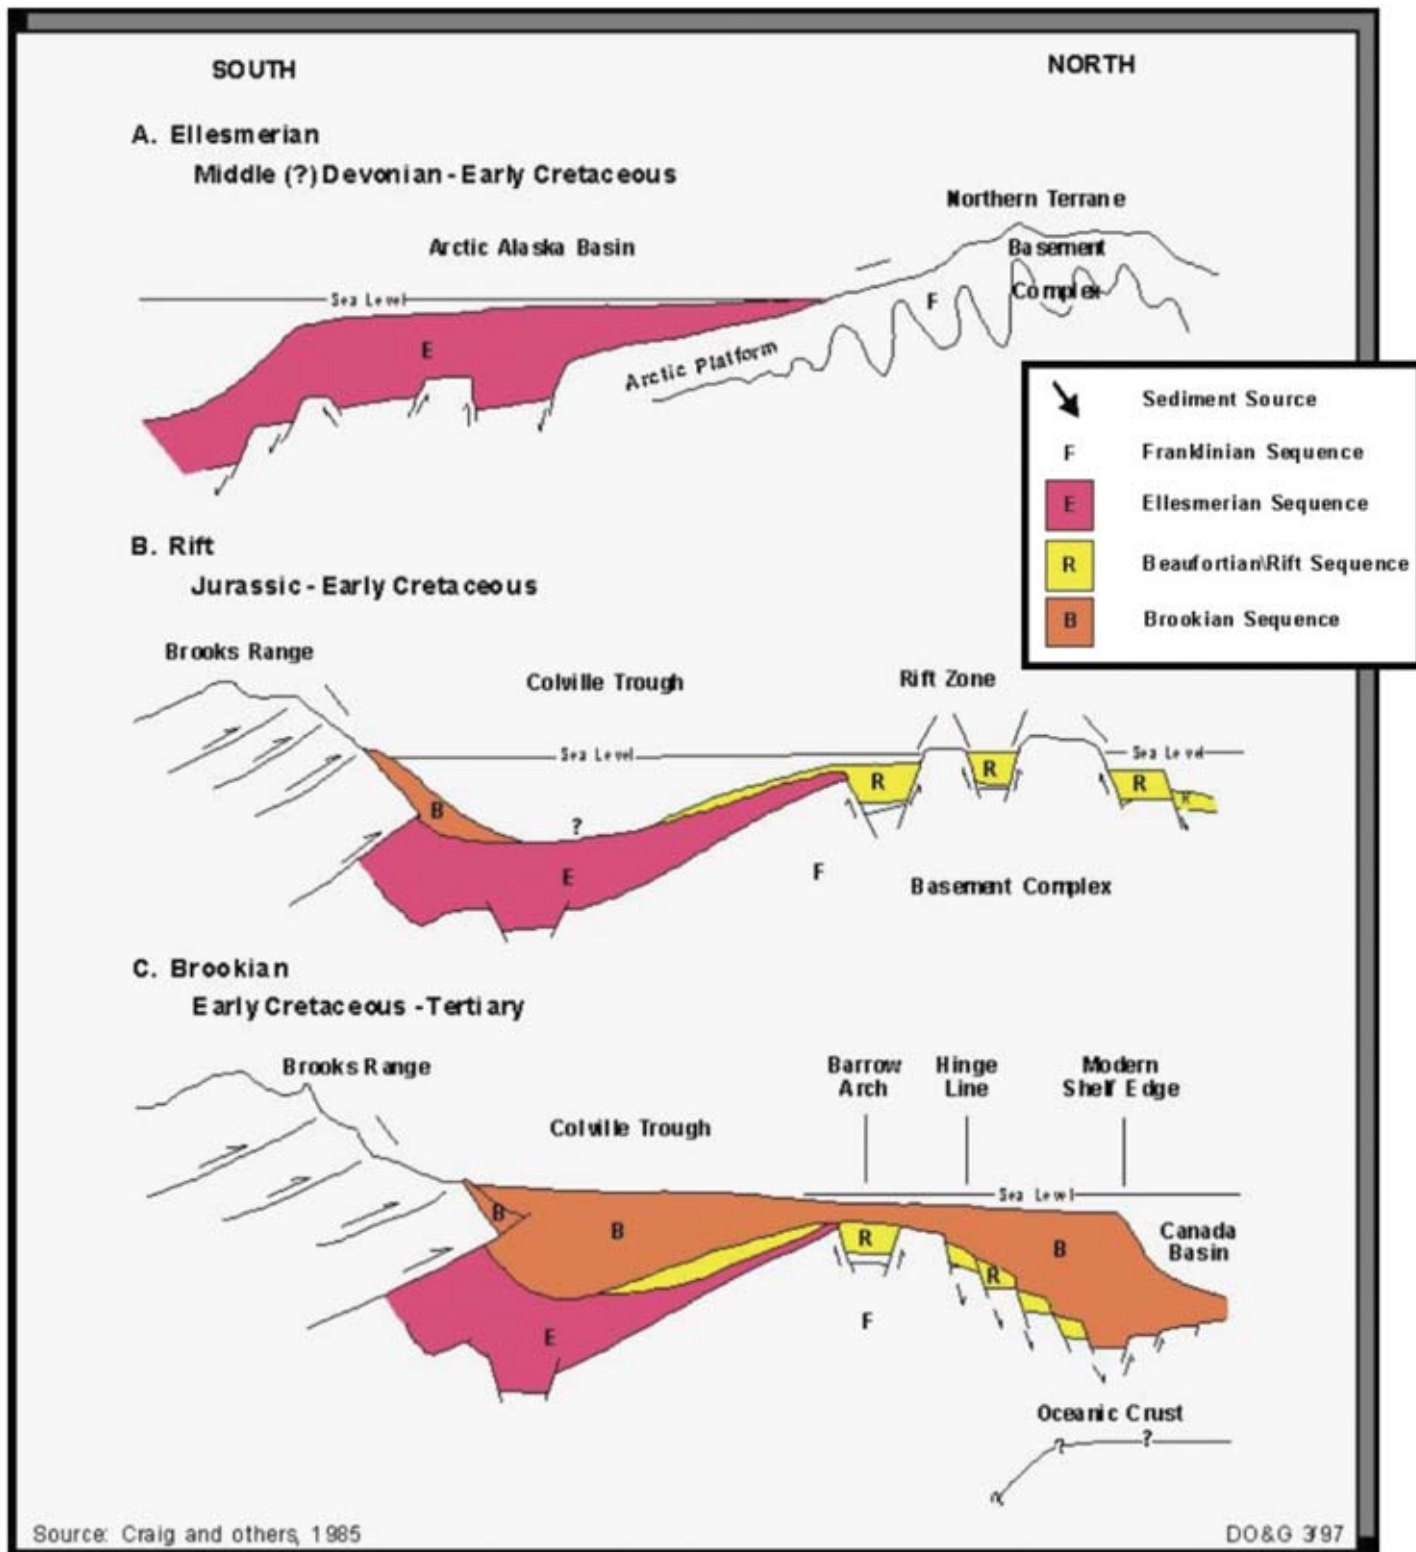 SOUTH
NORTH
A. Ellesmerian
Middle (?) Devonian - Early Cretaceous
Northern Terrane
Arctic Alaska Basin
Basement
Complex
Sea Level
F
E
Arctic Platform
Sediment Source
F Franklinian Sequence
E Ellesmerian Sequence
R Beaufortian\Rift Sequence
B Brookian Sequence
B. Rift
Jurassic - Early Cretaceous
Brooks Range
Colville Trough
Rift Zone
Sea Level
Sea Level
R
R
R
R
B
?
E
F
Basement Complex
C. Brookian
Early Cretaceous - Tertiary
Brooks Range
Barrow
Arch
Hinge
Line
Modern
Shelf Edge
Colville Trough
Sea Level
B
B
R
B
Canada
Basin
R
E
F
Oceanic Crust
?
?
Source: Craig and others, 1985
DO&G 3/97